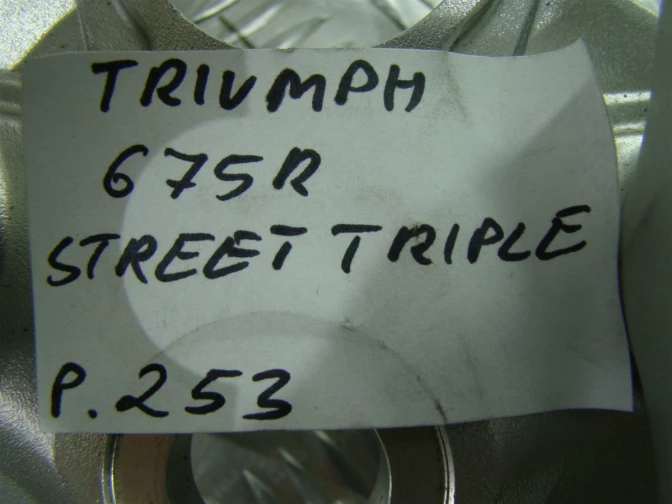 TRIUMPH
675R
STREET TRIPLE
P. 253